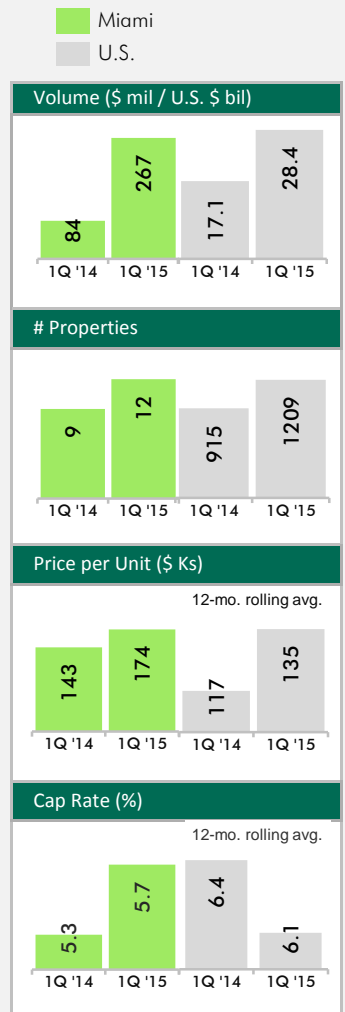 Miami
U.S.
Volume ($ mil / U.S. $ bil)
84
267
17.1
28.4
1Q '14 1Q '15 1Q '14 1Q '15
# Properties
9
12
915
1209
1Q '14 1Q '15 1Q '14 1Q '15
Price per Unit ($ Ks)
12-mo. rolling avg.
143
174
117
135
1Q '14 1Q '15 1Q '14 1Q '15
Cap Rate (%)
12-mo. rolling avg.
5.3
5.7
6.4
6.1
1Q '14 1Q '15 1Q '14 1Q '15